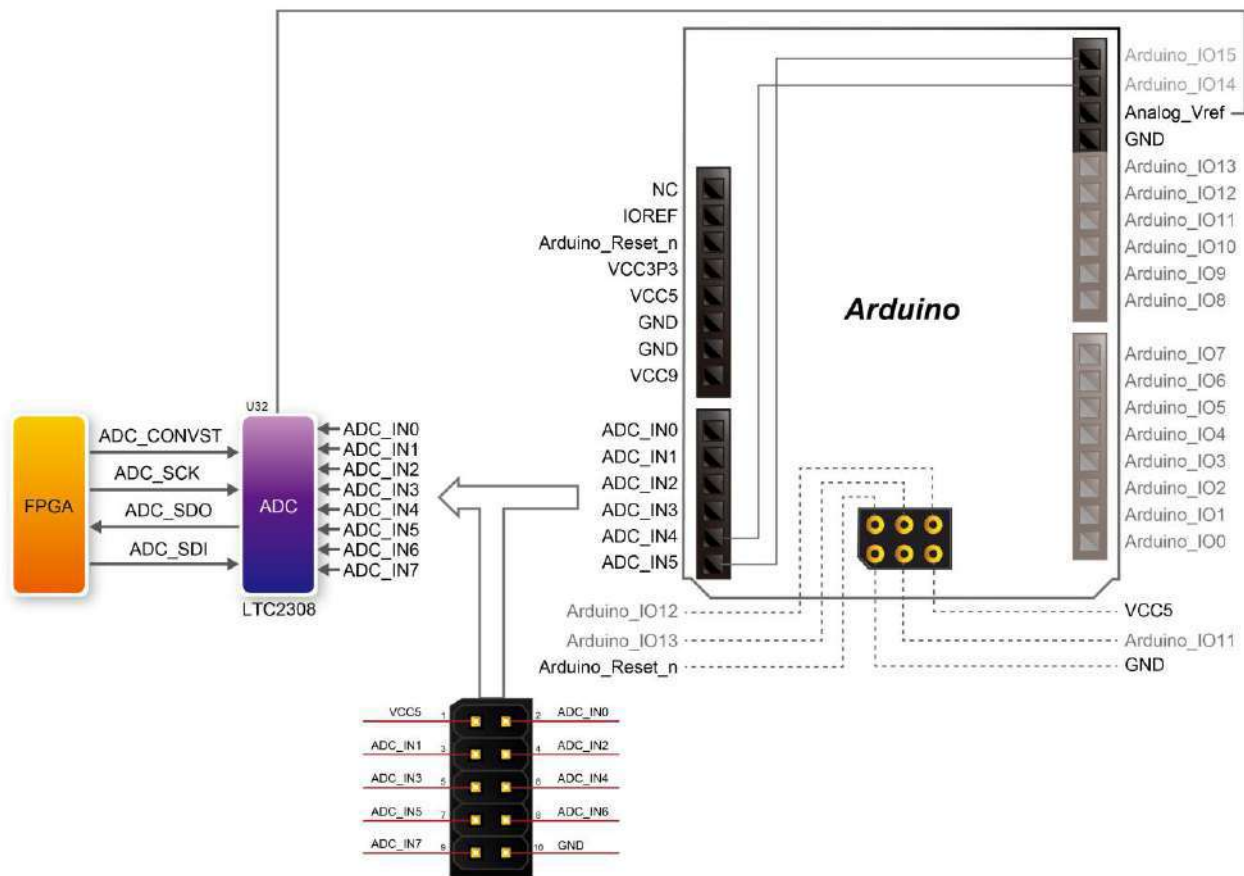 Arduino_IO15
Arduino_IO14
Analog_Vref
GND
Arduino_IO13
Arduino_IO12
Arduino_IO11
Arduino_IO10
Arduino_IO9
Arduino_IO8
NC
IOREF
Arduino_Reset_n
VCC3P3
VCC5
GND
GND
VCC9
Arduino
Arduino_IO7
Arduino_IO6
Arduino_IO5
Arduino_IO4
Arduino_IO3
Arduino_IO2
Arduino_IO1
Arduino_IO0
FPGA
ADC_CONVST
ADC_SCK
ADC_SDO
ADC_SDI
U32
ADC
LTC2308
ADC_IN0
ADC_IN1
ADC_IN2
ADC_IN3
ADC_IN4
ADC_IN5
ADC_IN6
ADC_IN7
ADC_IN0
ADC_IN1
ADC_IN2
ADC_IN3
ADC_IN4
ADC_IN5
Arduino_IO12
Arduino_IO13
Arduino_Reset_n
VCC5
Arduino_IO11
GND
VCC5 1 2 ADC_IN0
ADC_IN1 3 4 ADC_IN2
ADC_IN3 5 6 ADC_IN4
ADC_IN5 7 8 ADC_IN6
ADC_IN7 9 10 GND